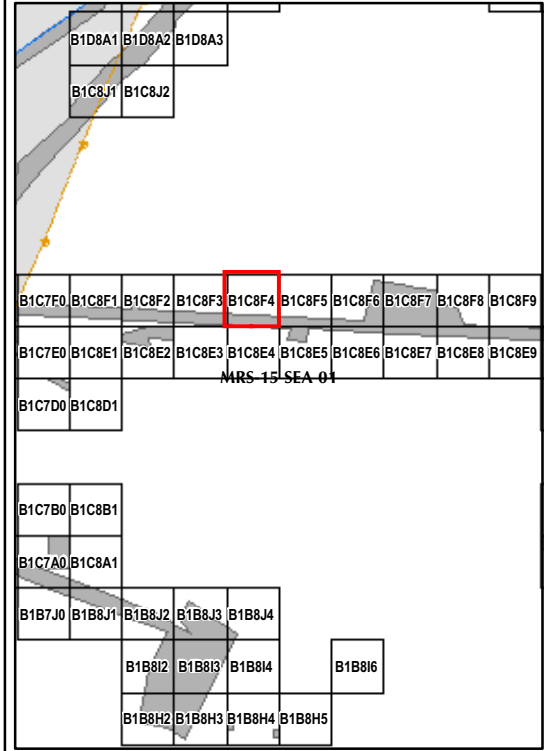 B1D8A1 B1D8A2 B1D8A3
B1C8J1 B1C8J2
B1C7F0 B1C8F1 B1C8F2 B1C8F3 B1C8F4 B1C8F5 B1C8F6 B1C8F7 B1C8F8 B1C8F9
B1C7E0 B1C8E1 B1C8E2 B1C8E3 B1C8E4 B1C8E5 B1C8E6 B1C8E7 B1C8E8 B1C8E9
MRS-15 SEA 01
B1C7D0 B1C8D1
B1C7B0 B1C8B1
B1C7A0 B1C8A1
B1B7J0 B1B8J1 B1B8J2 B1B8J3 B1B8J4
B1B8I2 B1B8I3 B1B8I4 B1B8I6
B1B8H2 B1B8H3 B1B8H4 B1B8H5